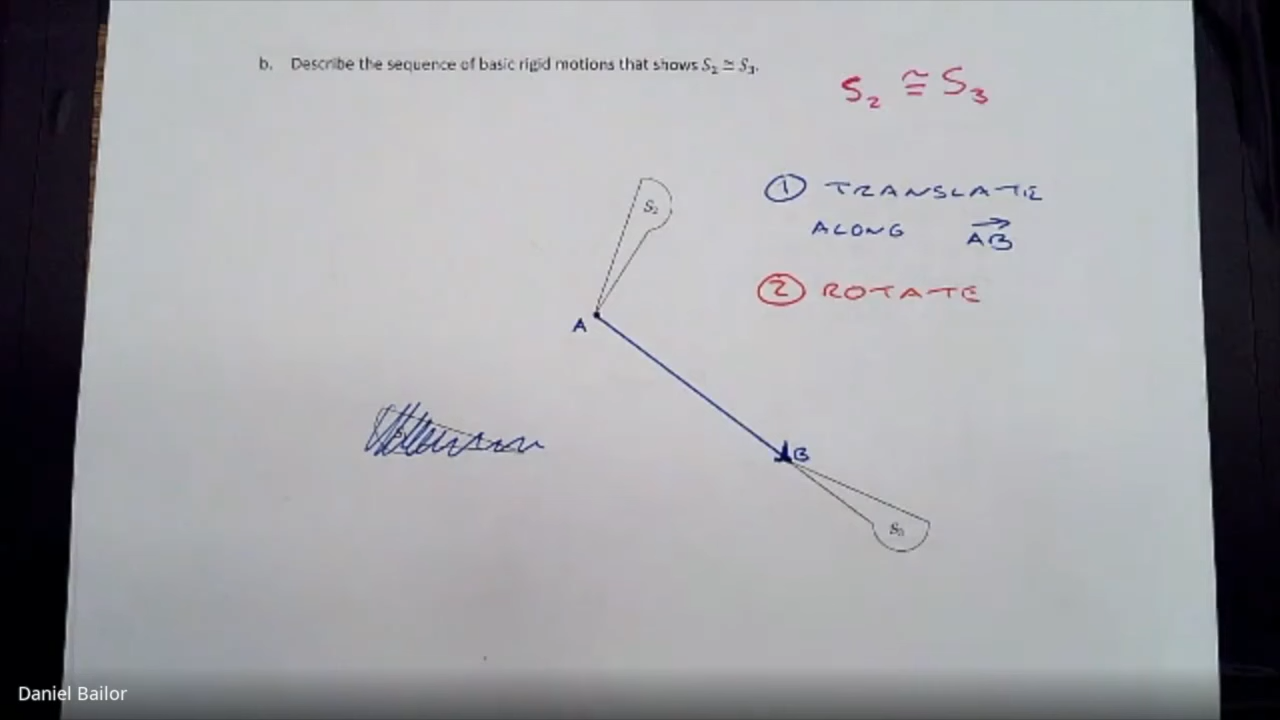 b. Describe the sequence of basic rigid motions that shows S₂ ≅ S₃.
S₂ ≅ S₃
① TRANSLATE
ALONG A⃗B⃗
② ROTATE
S₂
A
B
S₃
Daniel Bailor